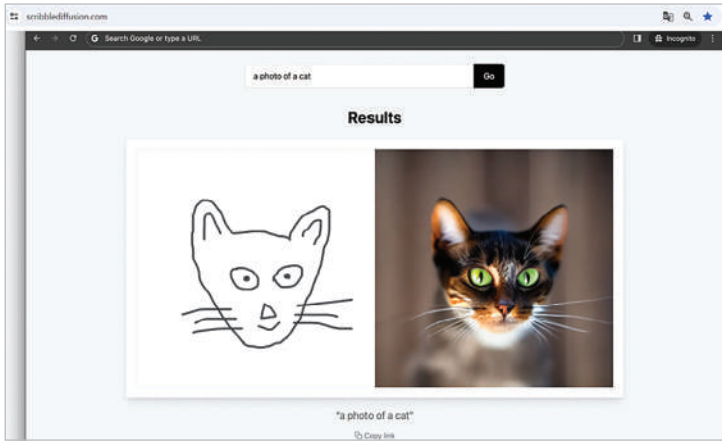 scribblediffusion.com
Search Google or type a URL
Incognito
a photo of a cat
Go
Results
"a photo of a cat"
Copy link